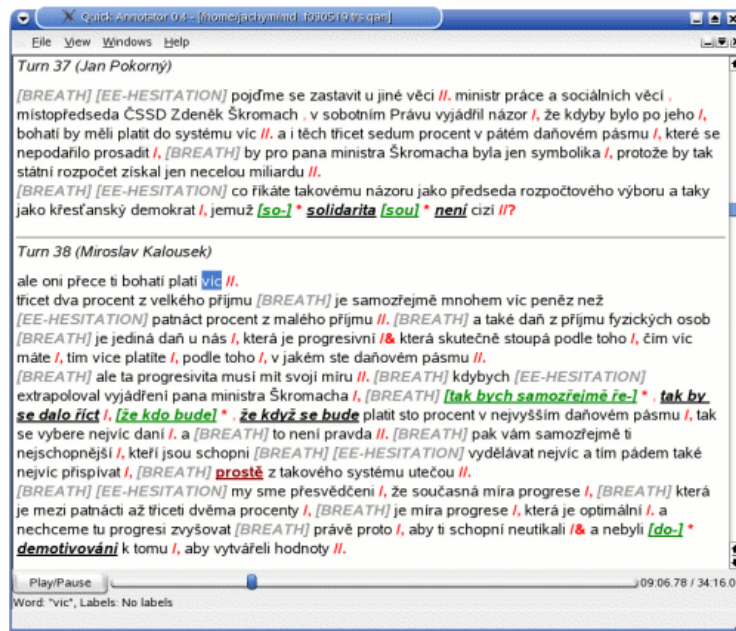 Quick Annotator 0.4 - [/home/jachym/md_f090519.trs.qan]
File View Windows Help
Turn 37 (Jan Pokorný)
[BREATH] [EE-HESITATION] pojďme se zastavit u jiné věci //. ministr práce a sociálních věcí ,
místopředseda ČSSD Zdeněk Škromach , v sobotním Právu vyjádřil názor /, že kdyby bylo po jeho /,
bohatí by měli platit do systému víc //. a i těch třicet sedum procent v pátém daňovém pásmu /, které se
nepodařilo prosadit /, [BREATH] by pro pana ministra Škromacha byla jen symbolika /, protože by tak
státní rozpočet získal jen necelou miliardu //.
[BREATH] [EE-HESITATION] co říkáte takovému názoru jako předseda rozpočtového výboru a taky
jako křesťanský demokrat /, jemuž [so-] * solidarita [sou] * není cizí //?
Turn 38 (Miroslav Kalousek)
ale oni přece ti bohatí platí víc //.
třicet dva procent z velkého příjmu [BREATH] je samozřejmě mnohem víc peněz než
[EE-HESITATION] patnáct procent z malého příjmu //. [BREATH] a také daň z příjmu fyzických osob
[BREATH] je jediná daň u nás /, která je progresivní /& která skutečně stoupá podle toho /, čím víc
máte /, tím více platíte /, podle toho /, v jakém ste daňovém pásmu //.
[BREATH] ale ta progresivita musí mít svojí míru //. [BREATH] kdybych [EE-HESITATION]
extrapoloval vyjádření pana ministra Škromacha /, [BREATH] [tak bych samozřejmě ře-] * , tak by
se dalo říct /, [že kdo bude] * , že když se bude platit sto procent v nejvyšším daňovém pásmu /, tak
se vybere nejvíc daní /. a [BREATH] to není pravda //. [BREATH] pak vám samozřejmě ti
nejschopnější /, kteří jsou schopni [BREATH] [EE-HESITATION] vydělávat nejvíc a tím pádem také
nejvíc přispívat /, [BREATH] prostě z takového systému utečou //.
[BREATH] [EE-HESITATION] my sme přesvědčeni /, že současná míra progrese /, [BREATH] která
je mezi patnácti až třiceti dvěma procenty /, [BREATH] je míra progrese /, která je optimální /. a
nechceme tu progresi zvyšovat [BREATH] právě proto /, aby ti schopní neutíkali /& a nebyli [do-] *
demotivováni k tomu /, aby vytvářeli hodnoty //.
Play/Pause 09:06.78 / 34:16.0
Word: "víc", Labels: No labels